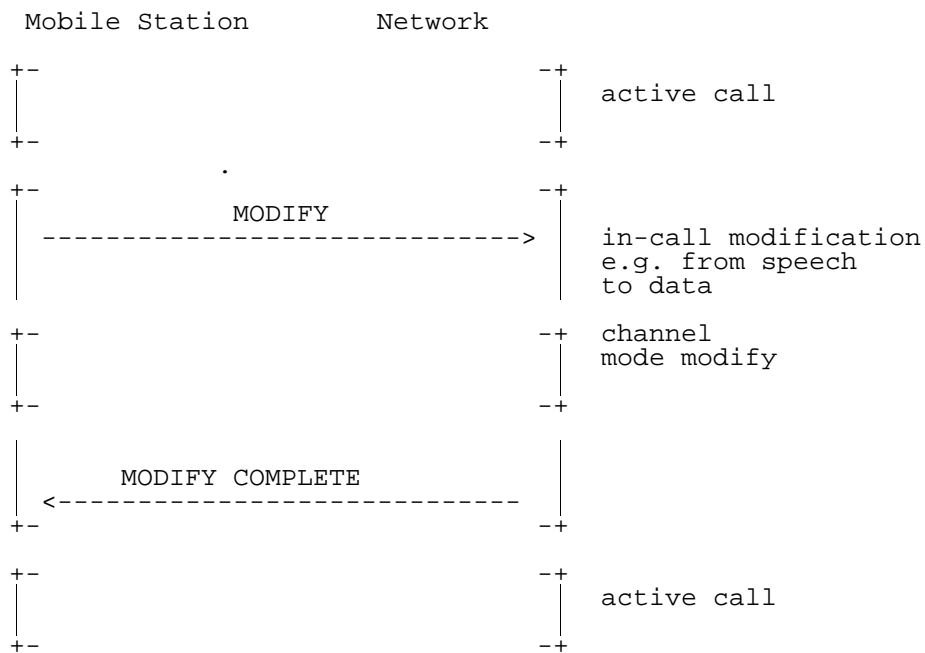 Mobile Station Network
+- -+
active call
+- -+
.
+- -+
MODIFY
------------------------------> in-call modification
e.g. from speech
to data
+- -+ channel
mode modify
+- -+
MODIFY COMPLETE
<-----------------------------
+- -+
+- -+
active call
+- -+